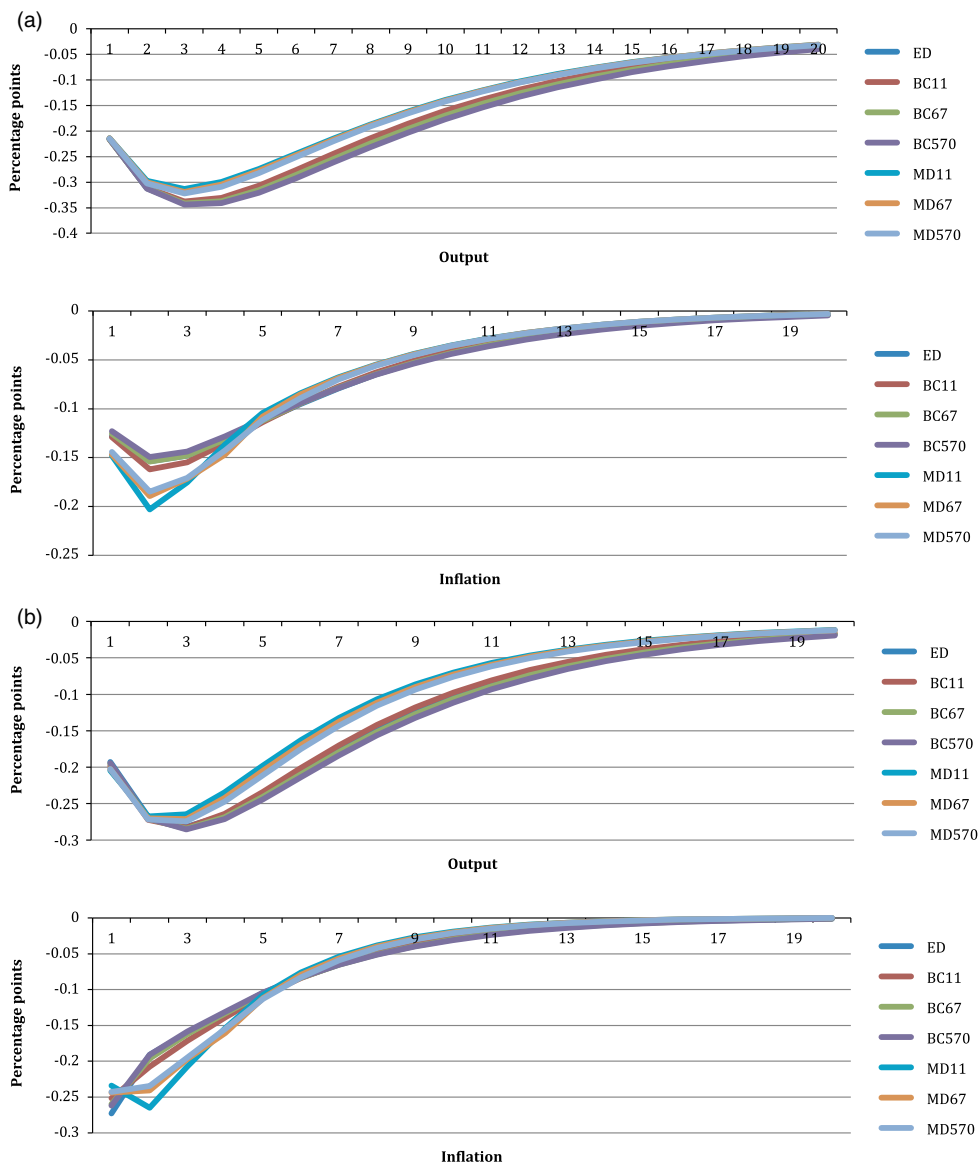 (a)
0
-0.05
-0.1
-0.15
-0.2
-0.25
-0.3
-0.35
-0.4
Percentage points
1 2 3 4 5 6 7 8 9 10 11 12 13 14 15 16 17 18 19 20
Output
ED
BC11
BC67
BC570
MD11
MD67
MD570
0
-0.05
-0.1
-0.15
-0.2
-0.25
Percentage points
1 3 5 7 9 11 13 15 17 19
Inflation
ED
BC11
BC67
BC570
MD11
MD67
MD570
(b)
0
-0.05
-0.1
-0.15
-0.2
-0.25
-0.3
Percentage points
1 3 5 7 9 11 13 15 17 19
Output
ED
BC11
BC67
BC570
MD11
MD67
MD570
0
-0.05
-0.1
-0.15
-0.2
-0.25
-0.3
Percentage points
1 3 5 7 9 11 13 15 17 19
Inflation
ED
BC11
BC67
BC570
MD11
MD67
MD570